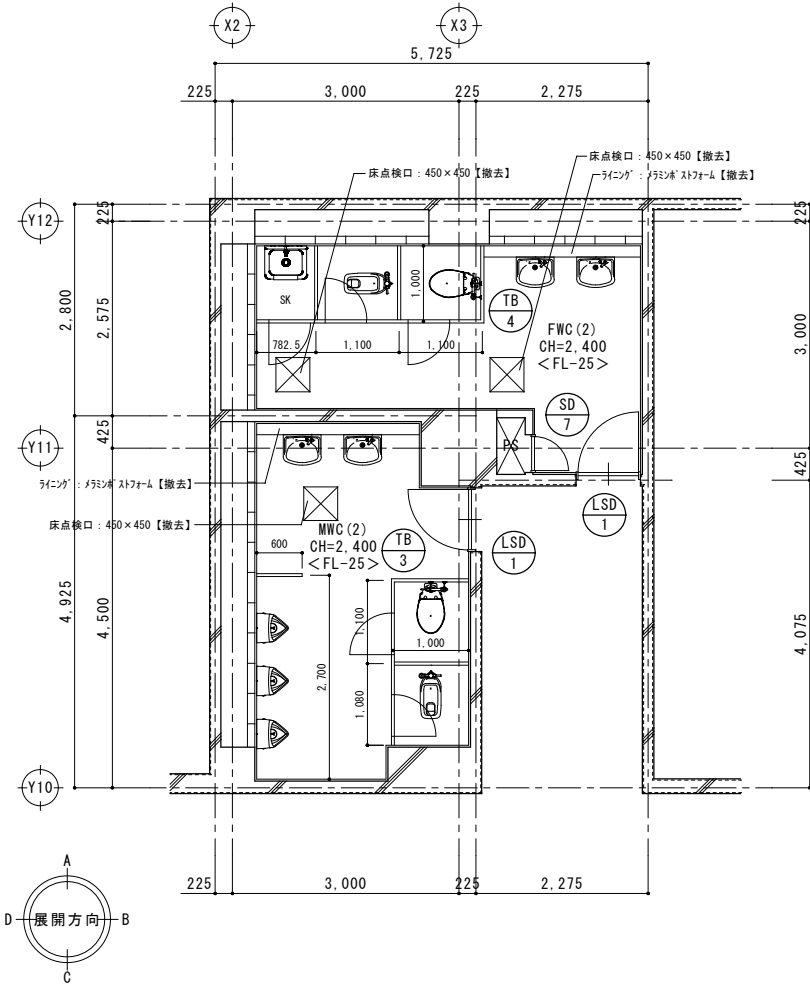 X2
X3
5,725
225
3,000
225
2,275
床点検口：450×450【撤去】
床点検口：450×450【撤去】
ﾗｲﾆﾝｸﾞ：ﾒﾗﾐﾝﾎﾟｽﾄﾌｫｰﾑ【撤去】
Y12
225
225
2,800
2,575
3,000
SK
1,000
TB
4
FWC(2)
CH=2,400
<FL-25>
782.5
1,100
1,100
SD
7
Y11
425
425
PS
ﾗｲﾆﾝｸﾞ：ﾒﾗﾐﾝﾎﾟｽﾄﾌｫｰﾑ【撤去】
LSD
1
床点検口：450×450【撤去】
MWC(2)
CH=2,400
<FL-25>
TB
3
LSD
1
600
4,925
4,500
4,075
1,100
1,000
2,700
1,080
Y10
225
3,000
225
2,275
A
D
展開方向
B
C